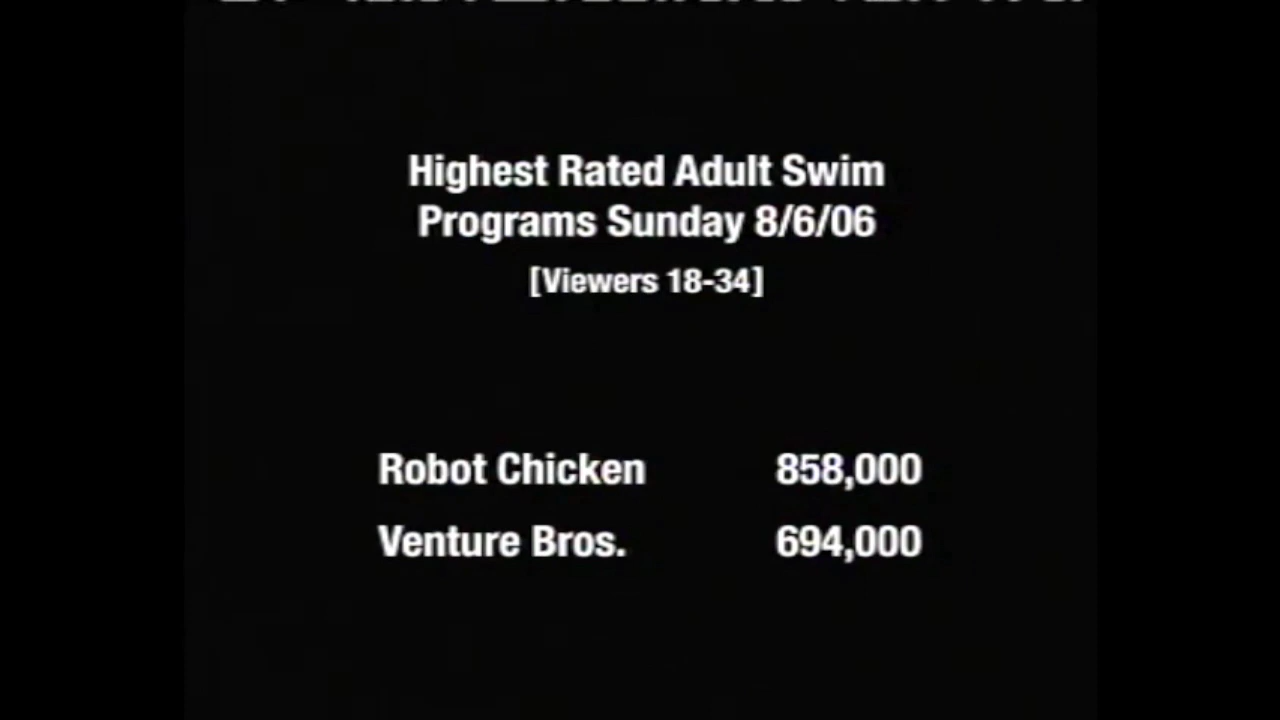 Highest Rated Adult Swim
Programs Sunday 8/6/06
[Viewers 18-34]
Robot Chicken 858,000
Venture Bros. 694,000